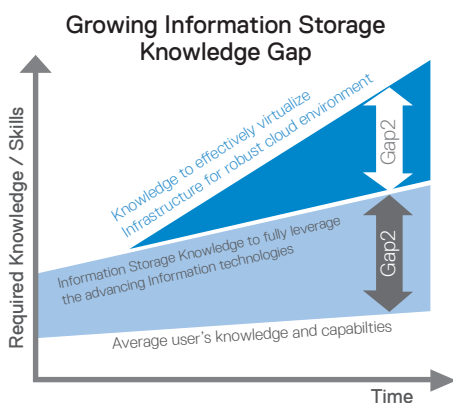 Growing Information Storage
Knowledge Gap
Required Knowledge / Skills
Knowledge to effectively virtualize
Infrastructure for robust cloud environment
Gap2
Information Storage Knowledge to fully leverage
the advancing Information technologies
Gap2
Average user's knowledge and capabilties
Time